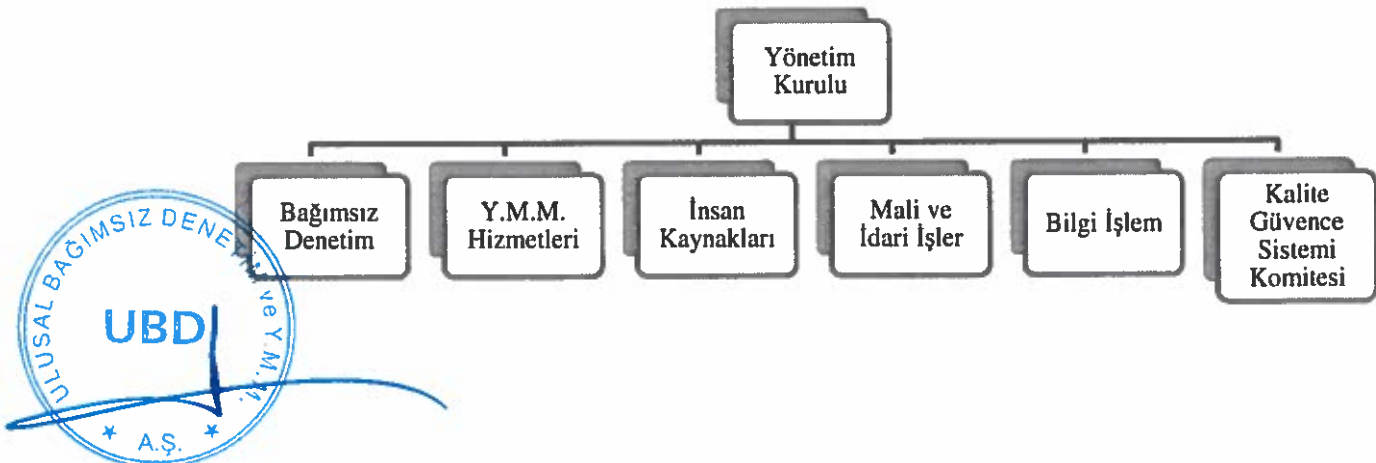 Yönetim
Kurulu
Bağımsız
Denetim
Y.M.M.
Hizmetleri
İnsan
Kaynakları
Mali ve
İdari İşler
Bilgi İşlem
Kalite
Güvence
Sistemi
Komitesi
ULUSAL BAĞIMSIZ DENETİM ve Y.M.M.
UBD
★ A.Ş. ★